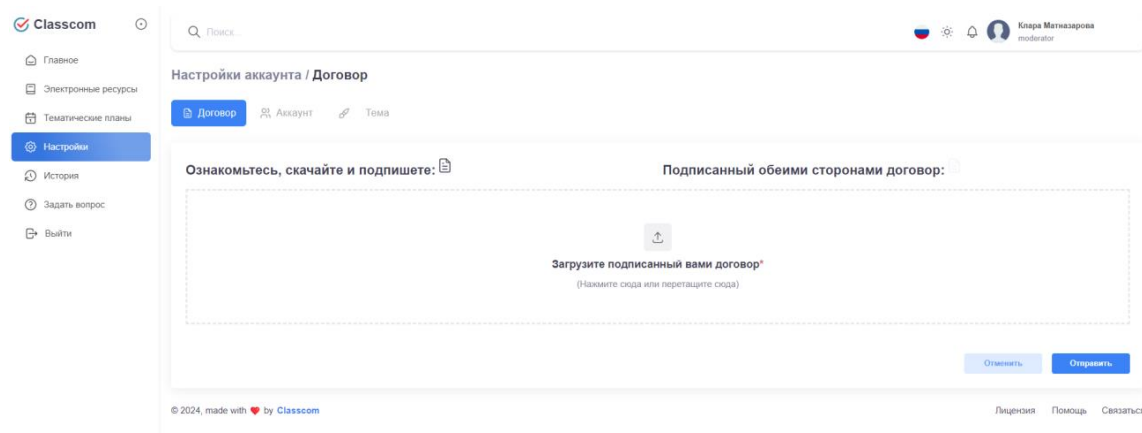 Classcom
Поиск...
Клара Матназарова
moderator
Главное
Электронные ресурсы
Тематические планы
Настройки
История
Задать вопрос
Выйти
Настройки аккаунта / Договор
Договор
Аккаунт
Тема
Ознакомьтесь, скачайте и подпишете:
Подписанный обеими сторонами договор:
Загрузите подписанный вами договор*
(Нажмите сюда или перетащите сюда)
Отменить
Отправить
© 2024, made with ❤ by Classcom
Лицензия Помощь Связаться